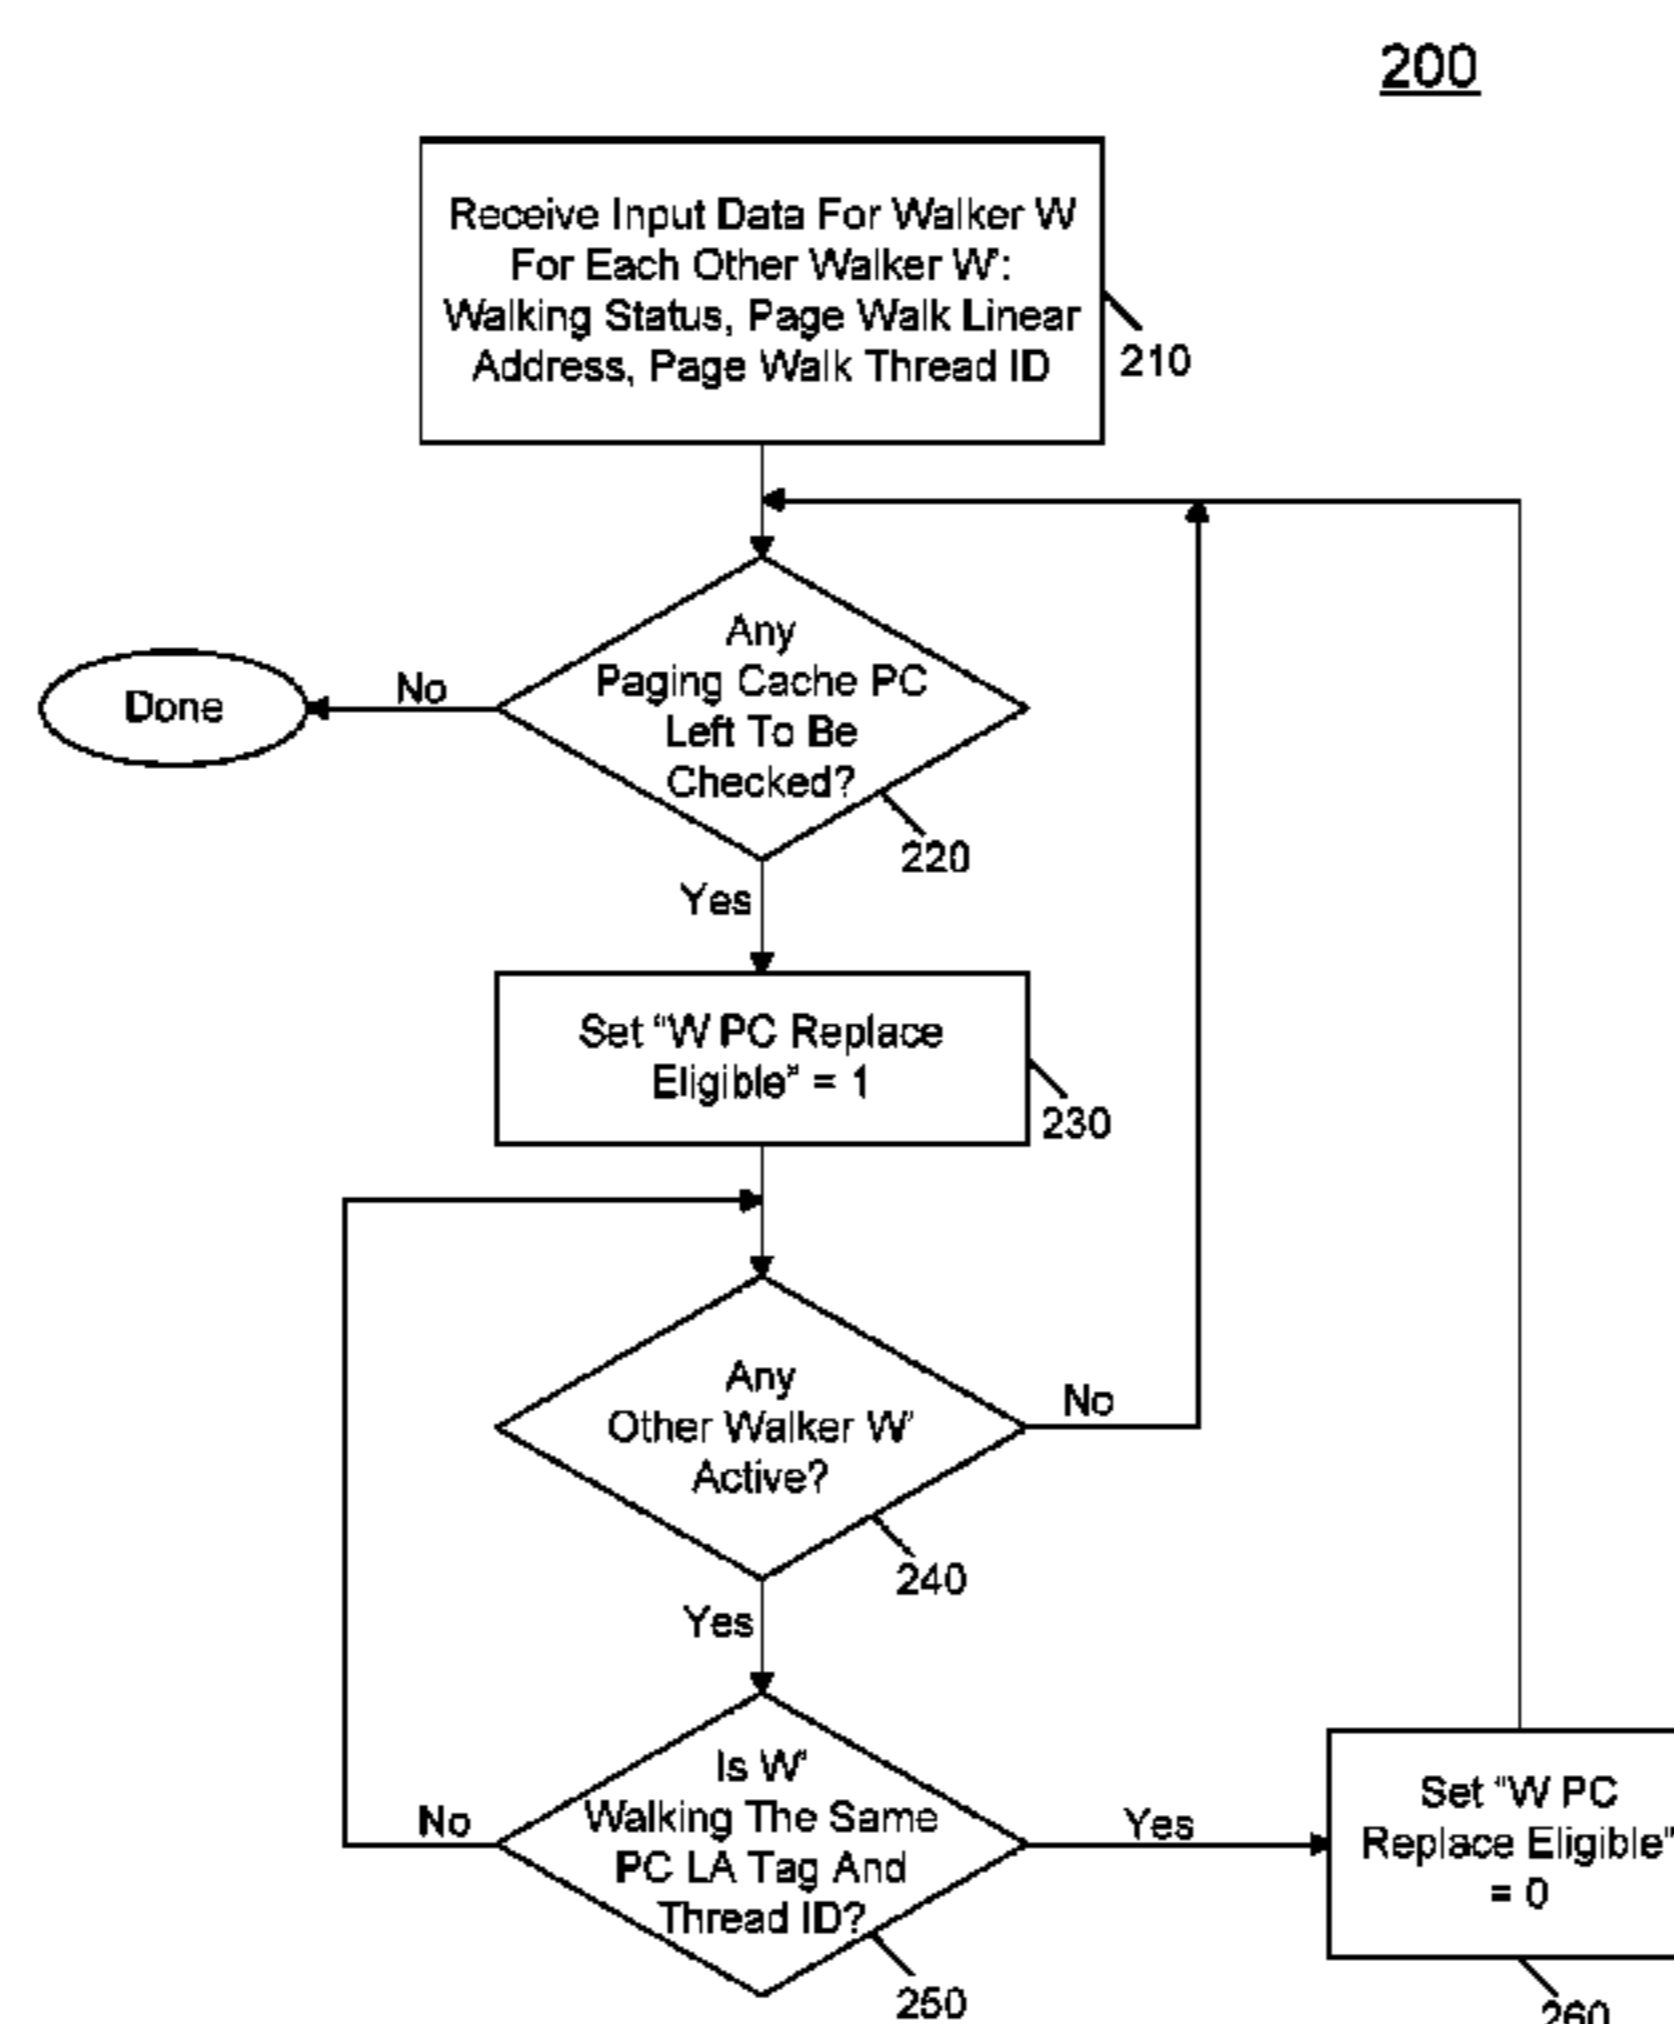 200
Receive Input Data For Walker W
For Each Other Walker W':
Walking Status, Page Walk Linear
Address, Page Walk Thread ID
210
Any
Paging Cache PC
Left To Be
Checked?
No
Done
220
Yes
Set "W PC Replace
Eligible" = 1
230
Any
Other Walker W'
Active?
No
240
Yes
Is W'
Walking The Same
PC LA Tag And
Thread ID?
No
Yes
250
Set "W PC
Replace Eligible"
= 0
260